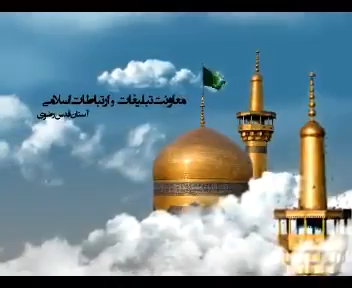 معاونت تبلیغات و ارتباطات اسلامی
آستان قدس رضوی